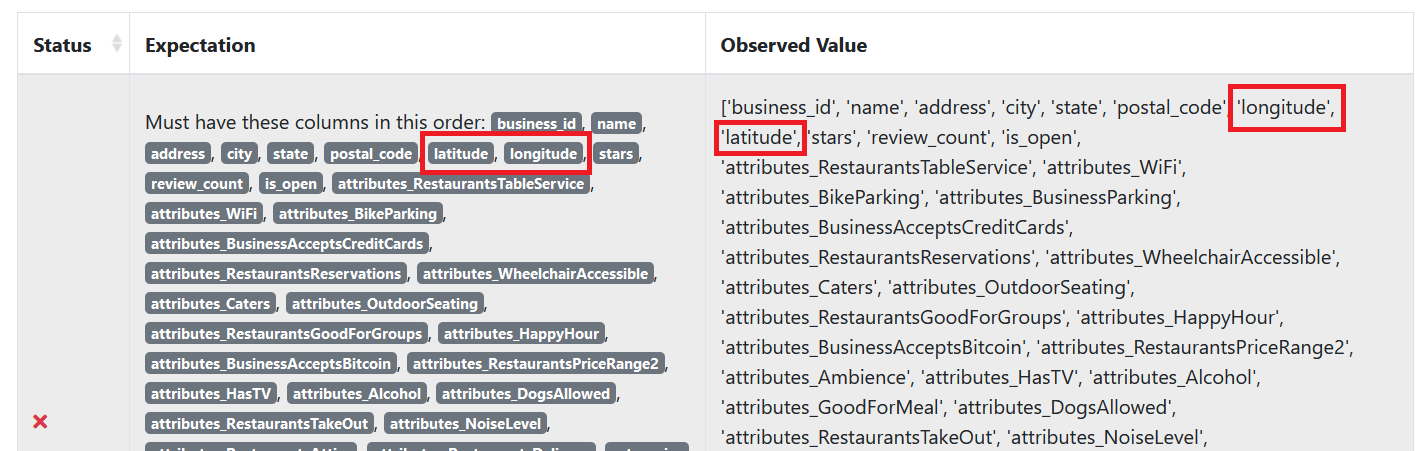 Status
Expectation
Observed Value
Must have these columns in this order: business_id, name,
address, city, state, postal_code, latitude, longitude, stars,
review_count, is_open, attributes_RestaurantsTableService,
attributes_WiFi, attributes_BikeParking,
attributes_BusinessAcceptsCreditCards,
attributes_RestaurantsReservations, attributes_WheelchairAccessible,
attributes_Caters, attributes_OutdoorSeating,
attributes_RestaurantsGoodForGroups, attributes_HappyHour,
attributes_BusinessAcceptsBitcoin, attributes_RestaurantsPriceRange2,
attributes_HasTV, attributes_Alcohol, attributes_DogsAllowed,
attributes_RestaurantsTakeOut, attributes_NoiseLevel,
['business_id', 'name', 'address', 'city', 'state', 'postal_code', 'longitude',
'latitude', 'stars', 'review_count', 'is_open',
'attributes_RestaurantsTableService', 'attributes_WiFi',
'attributes_BikeParking', 'attributes_BusinessParking',
'attributes_BusinessAcceptsCreditCards',
'attributes_RestaurantsReservations', 'attributes_WheelchairAccessible',
'attributes_Caters', 'attributes_OutdoorSeating',
'attributes_RestaurantsGoodForGroups', 'attributes_HappyHour',
'attributes_BusinessAcceptsBitcoin', 'attributes_RestaurantsPriceRange2',
'attributes_Ambience', 'attributes_HasTV', 'attributes_Alcohol',
'attributes_GoodForMeal', 'attributes_DogsAllowed',
'attributes_RestaurantsTakeOut', 'attributes_NoiseLevel',